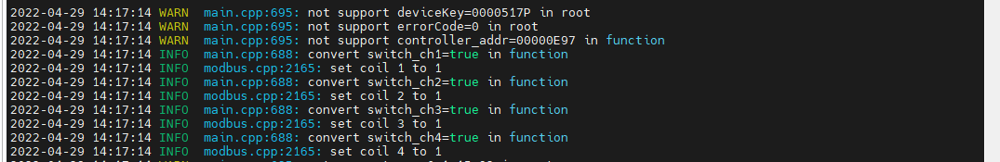 2022-04-29 14:17:14 WARN main.cpp:695: not support deviceKey=0000517P in root
2022-04-29 14:17:14 WARN main.cpp:695: not support errorCode=0 in root
2022-04-29 14:17:14 WARN main.cpp:695: not support controller_addr=00000E97 in function
2022-04-29 14:17:14 INFO main.cpp:688: convert switch_ch1=true in function
2022-04-29 14:17:14 INFO modbus.cpp:2165: set coil 1 to 1
2022-04-29 14:17:14 INFO main.cpp:688: convert switch_ch2=true in function
2022-04-29 14:17:14 INFO modbus.cpp:2165: set coil 2 to 1
2022-04-29 14:17:14 INFO main.cpp:688: convert switch_ch3=true in function
2022-04-29 14:17:14 INFO modbus.cpp:2165: set coil 3 to 1
2022-04-29 14:17:14 INFO main.cpp:688: convert switch_ch4=true in function
2022-04-29 14:17:14 INFO modbus.cpp:2165: set coil 4 to 1